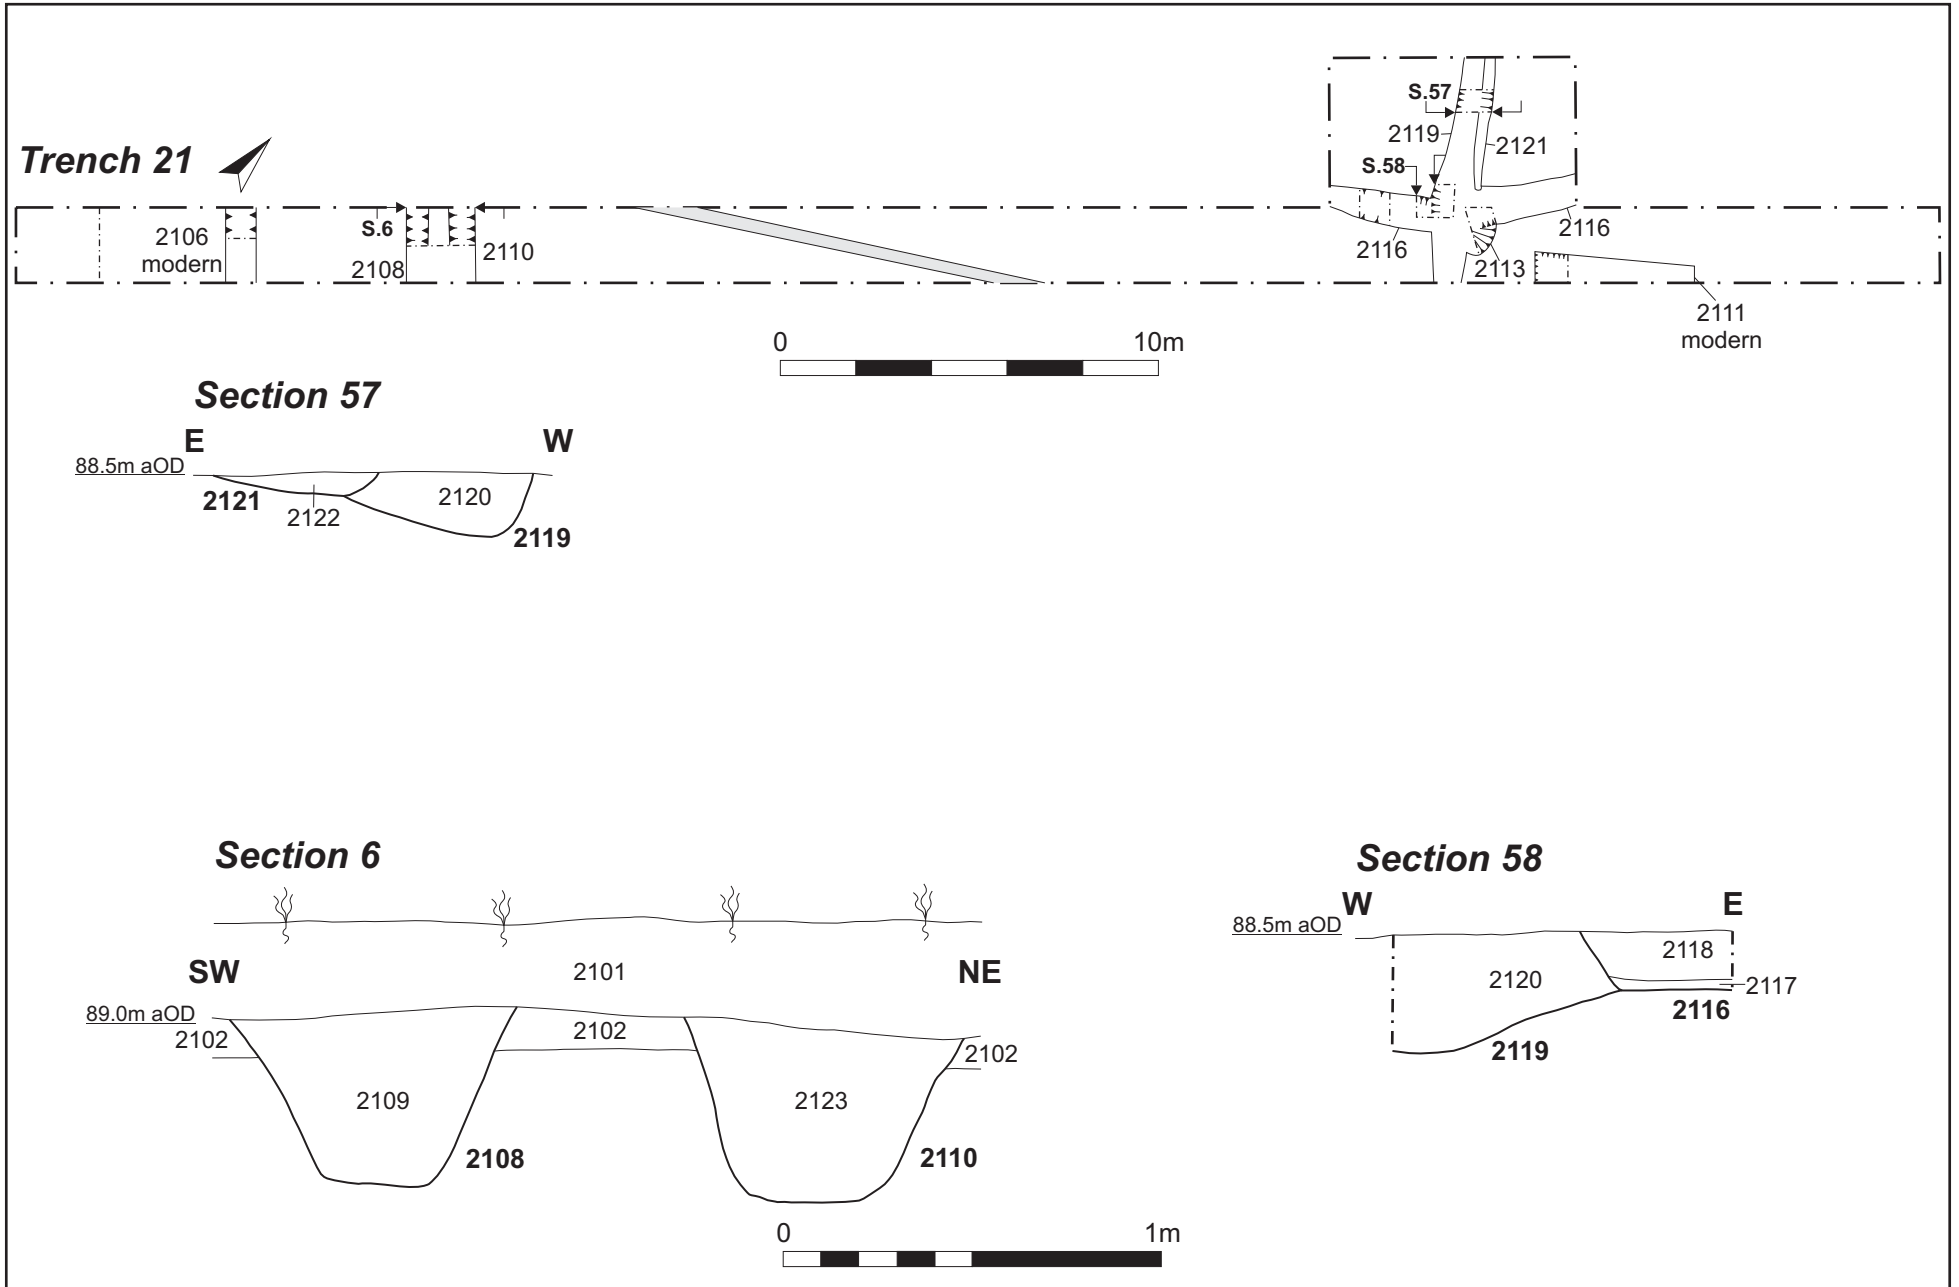 S.57
2119
2121
Trench 21
S.58
2106
modern
S.6
2108
2110
2116
2116
2113
2111
modern
0 10m
Section 57
E W
88.5m aOD
2121
2122
2120
2119
Section 6
SW NE
2101
89.0m aOD
2102
2102
2102
2109
2123
2108
2110
Section 58
W E
88.5m aOD
2118
2120
2117
2116
2119
0 1m